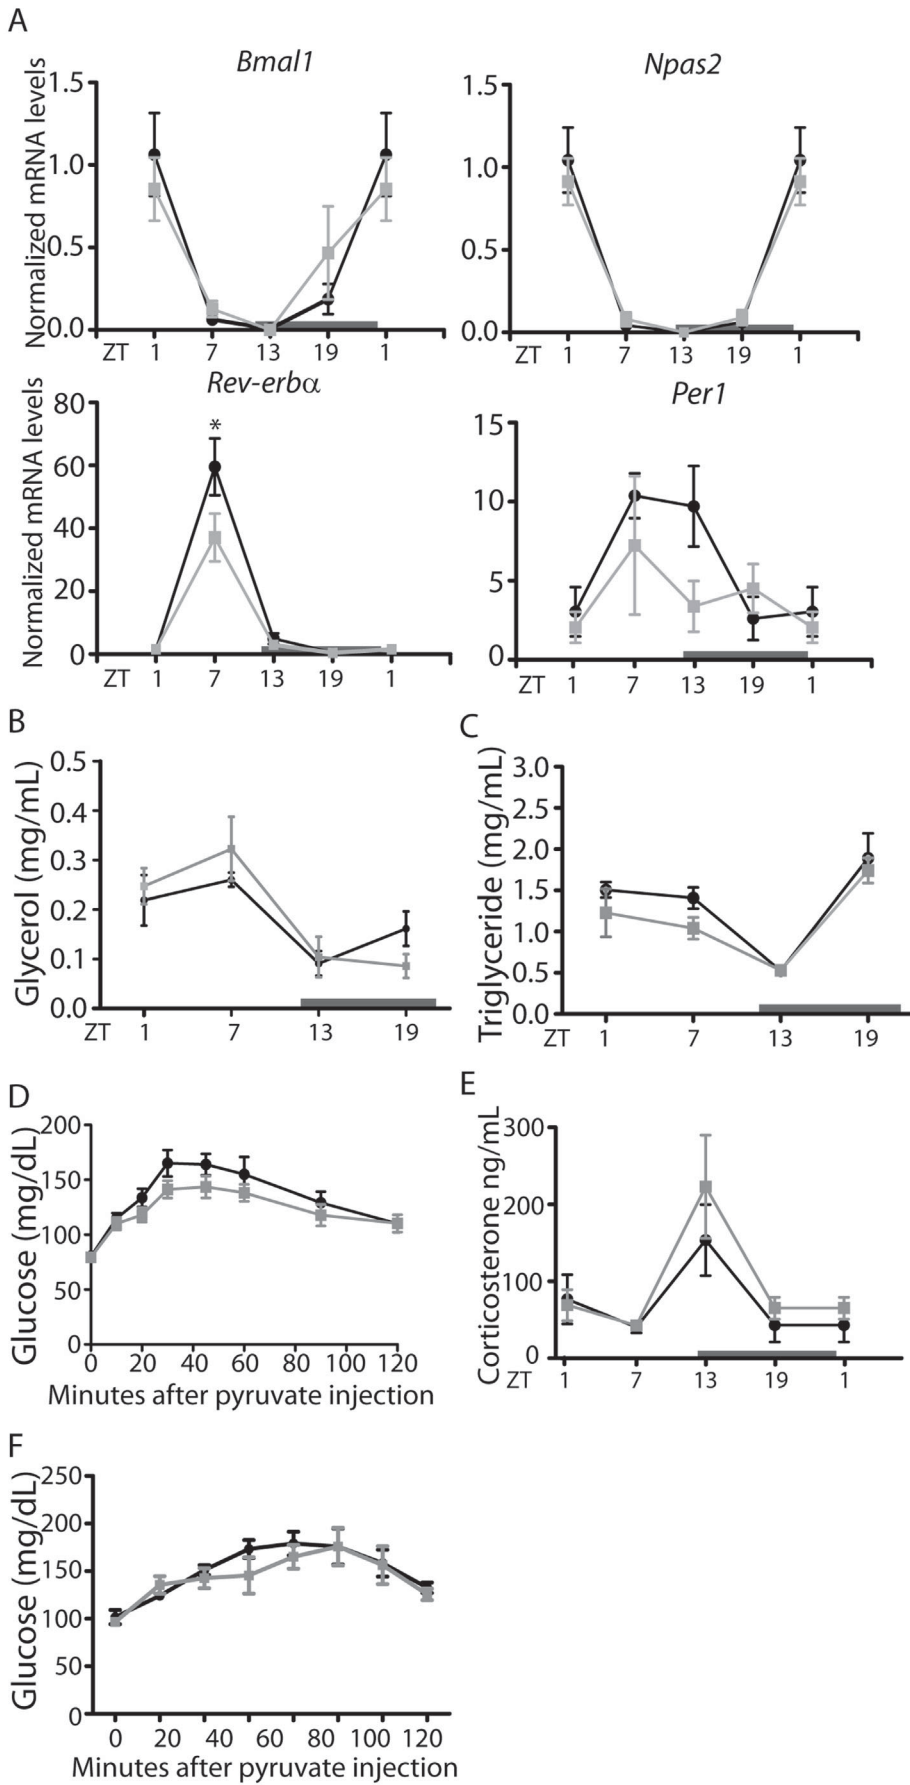 A
Bmal1
Npas2
Normalized mRNA levels
1.5
1.0
0.5
0.0
ZT 1 7 13 19 1
1.5
1.0
0.5
0.0
ZT 1 7 13 19 1
Rev-erbα
Per1
Normalized mRNA levels
80
60
40
20
0
*
ZT 1 7 13 19 1
15
10
5
0
ZT 1 7 13 19 1
B
Glycerol (mg/mL)
0.5
0.4
0.3
0.2
0.1
0.0
ZT 1 7 13 19
C
Triglyceride (mg/mL)
3.0
2.5
2.0
1.5
1.0
0.5
0.0
ZT 1 7 13 19
D
Glucose (mg/dL)
200
150
100
50
0
0 20 40 60 80 100 120
Minutes after pyruvate injection
E
Corticosterone ng/mL
300
200
100
0
ZT 1 7 13 19 1
F
Glucose (mg/dL)
250
200
150
100
50
0
0 20 40 60 80 100 120
Minutes after pyruvate injection